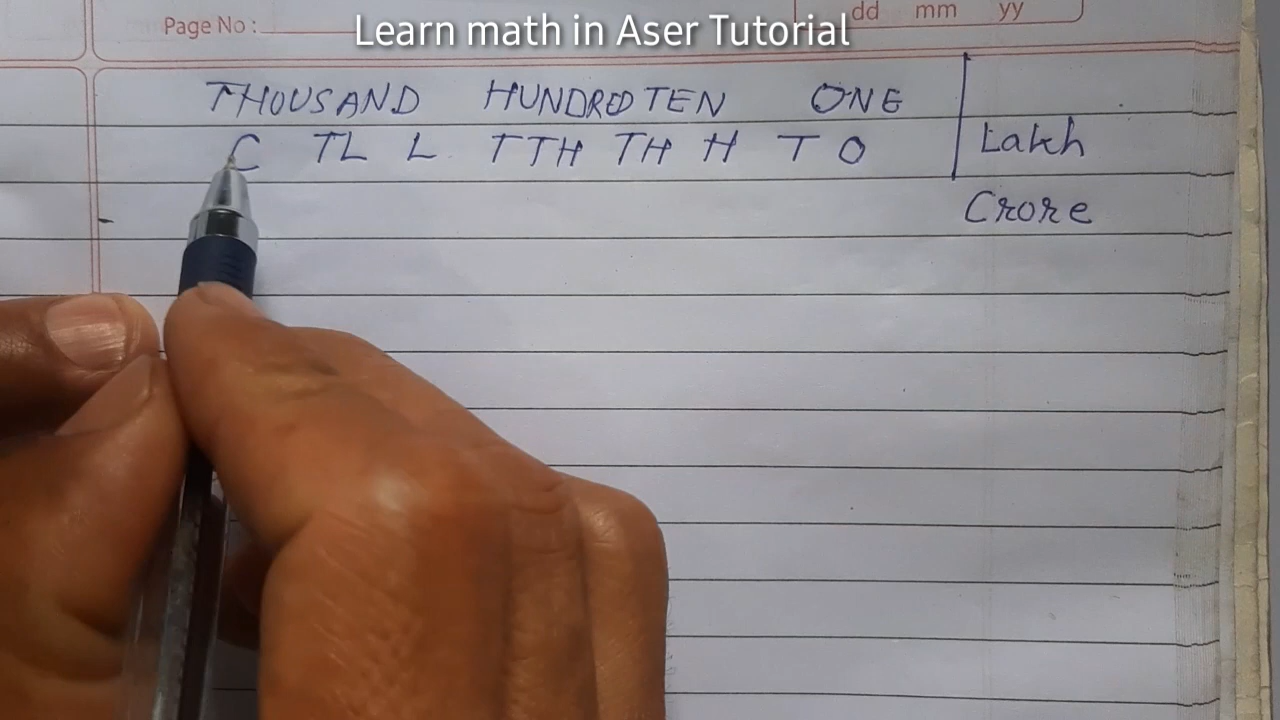 dd mm yy
Page No :
Learn math in Aser Tutorial
THOUSAND HUNDRED TEN ONE
C TL L TTH TH H T O Lakh
Crore